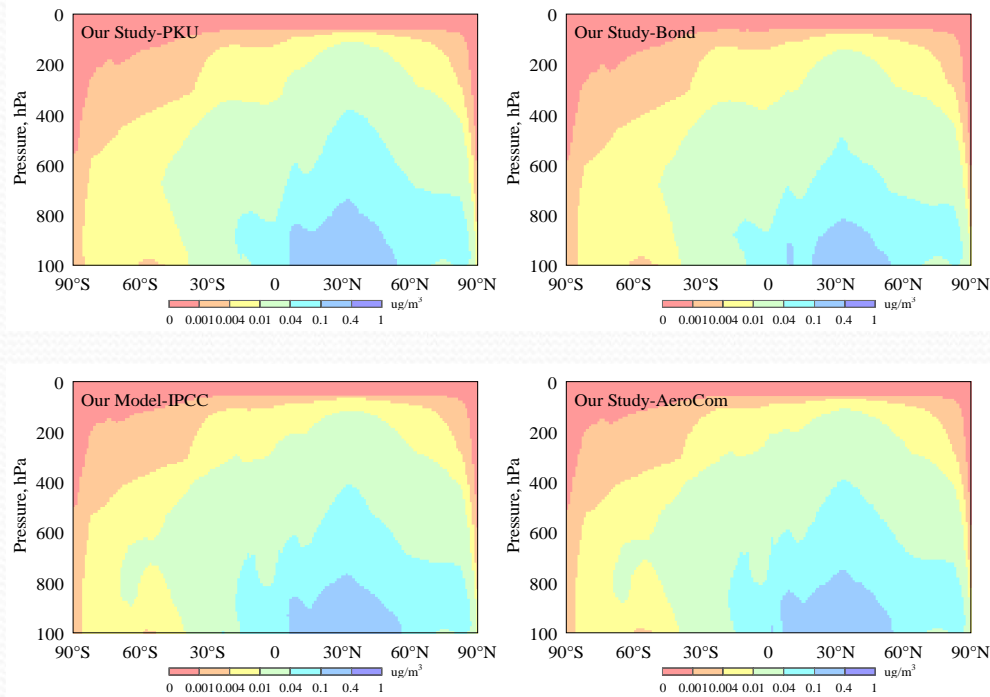 Our Study-PKU
Pressure, hPa
0
200
400
600
800
100
90°S 60°S 30°S 0 30°N 60°N 90°N
0 0.001 0.004 0.01 0.04 0.1 0.4 1 ug/m³
Our Study-Bond
Pressure, hPa
0
200
400
600
800
100
90°S 60°S 30°S 0 30°N 60°N 90°N
0 0.001 0.004 0.01 0.04 0.1 0.4 1 ug/m³
Our Model-IPCC
Pressure, hPa
0
200
400
600
800
100
90°S 60°S 30°S 0 30°N 60°N 90°N
0 0.001 0.004 0.01 0.04 0.1 0.4 1 ug/m³
Our Study-AeroCom
Pressure, hPa
0
200
400
600
800
100
90°S 60°S 30°S 0 30°N 60°N 90°N
0 0.001 0.004 0.01 0.04 0.1 0.4 1 ug/m³